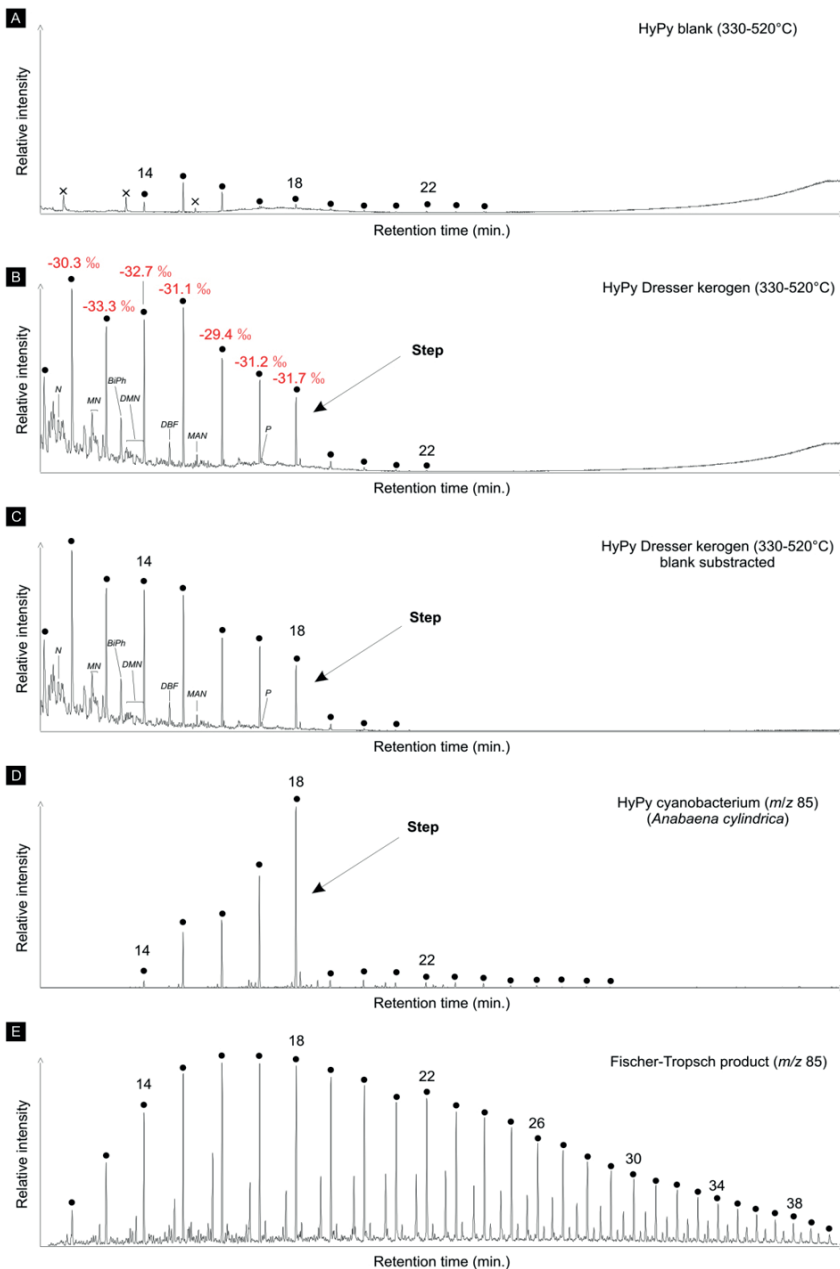 A
HyPy blank (330-520°C)
Relative intensity
14
18
22
× × ×
Retention time (min.)
B
HyPy Dresser kerogen (330-520°C)
Relative intensity
-30.3 ‰
-33.3 ‰
-32.7 ‰
-31.1 ‰
-29.4 ‰
-31.2 ‰
-31.7 ‰
Step
N
MN
BiPh
DMN
DBF
MAN
P
22
Retention time (min.)
C
HyPy Dresser kerogen (330-520°C)
blank substracted
Relative intensity
14
18
Step
N
MN
BiPh
DMN
DBF
MAN
P
Retention time (min.)
D
HyPy cyanobacterium (m/z 85)
(Anabaena cylindrica)
Relative intensity
18
Step
14
22
Retention time (min.)
E
Fischer-Tropsch product (m/z 85)
Relative intensity
14
18
22
26
30
34
38
Retention time (min.)